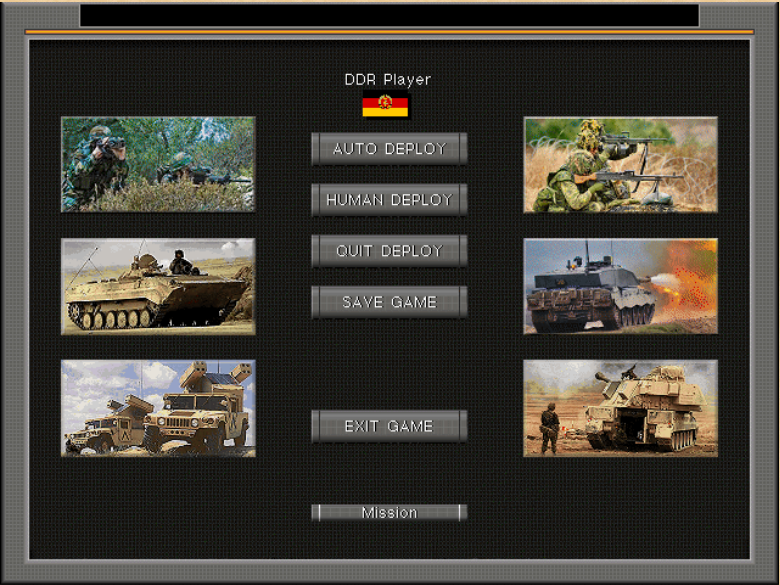 DDR Player
AUTO DEPLOY
HUMAN DEPLOY
QUIT DEPLOY
SAVE GAME
EXIT GAME
Mission